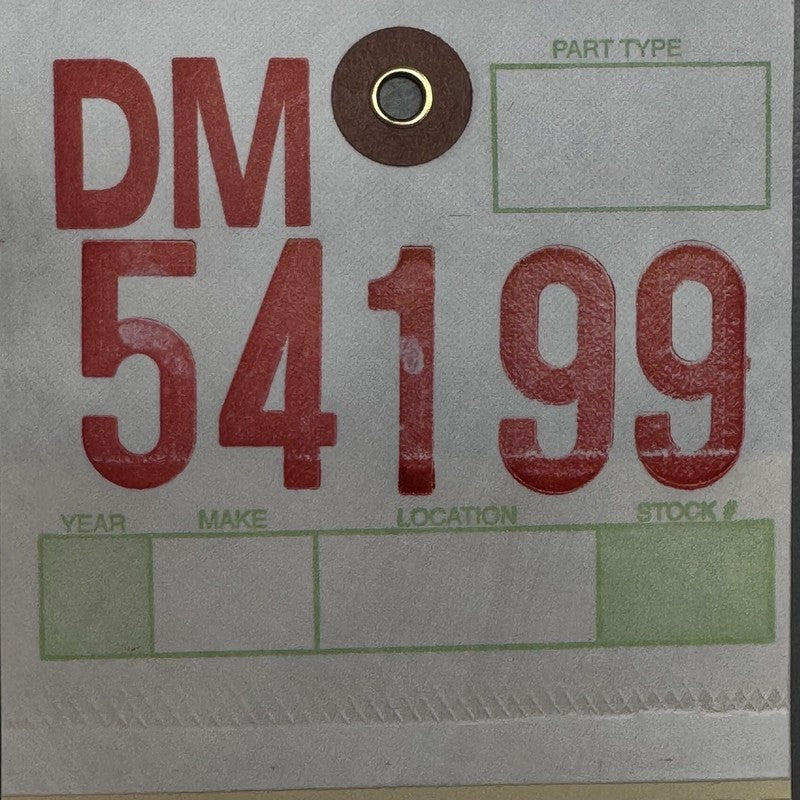 PART TYPE
DM
54199
YEAR MAKE LOCATION STOCK #